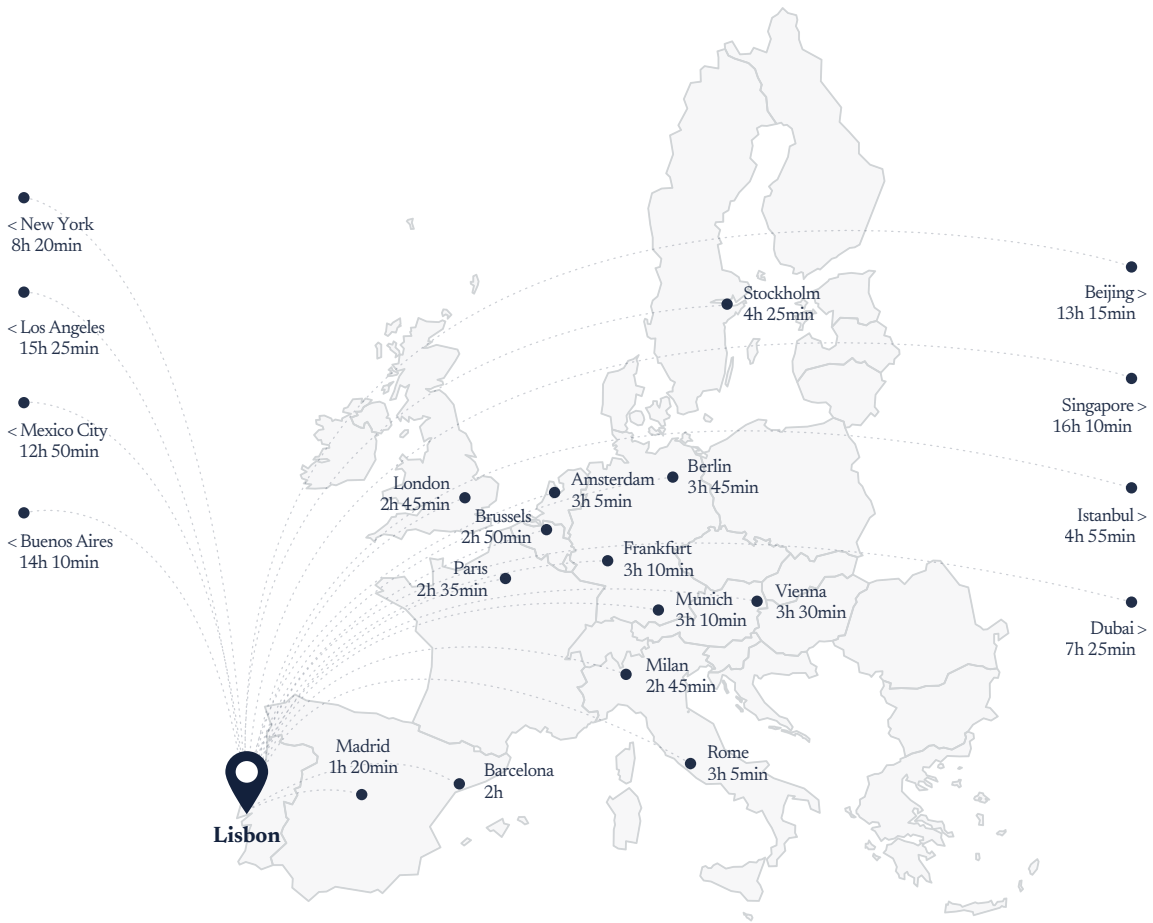 < New York
8h 20min
< Los Angeles
15h 25min
< Mexico City
12h 50min
< Buenos Aires
14h 10min
Stockholm
4h 25min
Beijing >
13h 15min
Singapore >
16h 10min
Istanbul >
4h 55min
Dubai >
7h 25min
London
2h 45min
Amsterdam
3h 5min
Berlin
3h 45min
Brussels
2h 50min
Paris
2h 35min
Frankfurt
3h 10min
Munich
3h 10min
Vienna
3h 30min
Milan
2h 45min
Rome
3h 5min
Madrid
1h 20min
Barcelona
2h
Lisbon